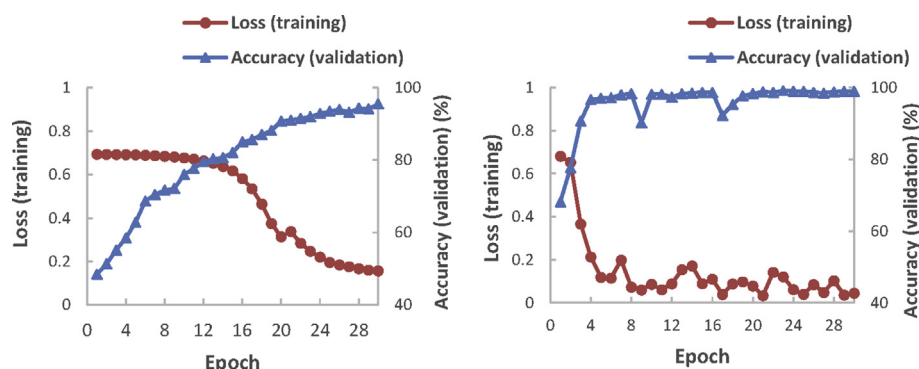 Loss (training)
Accuracy (validation)
1
0.8
0.6
0.4
0.2
0
100
80
60
40
0 4 8 12 16 20 24 28
Loss (training)
Accuracy (validation) (%)
Epoch
Loss (training)
Accuracy (validation)
1
0.8
0.6
0.4
0.2
0
100
80
60
40
0 4 8 12 16 20 24 28
Loss (training)
Accuracy (validation) (%)
Epoch